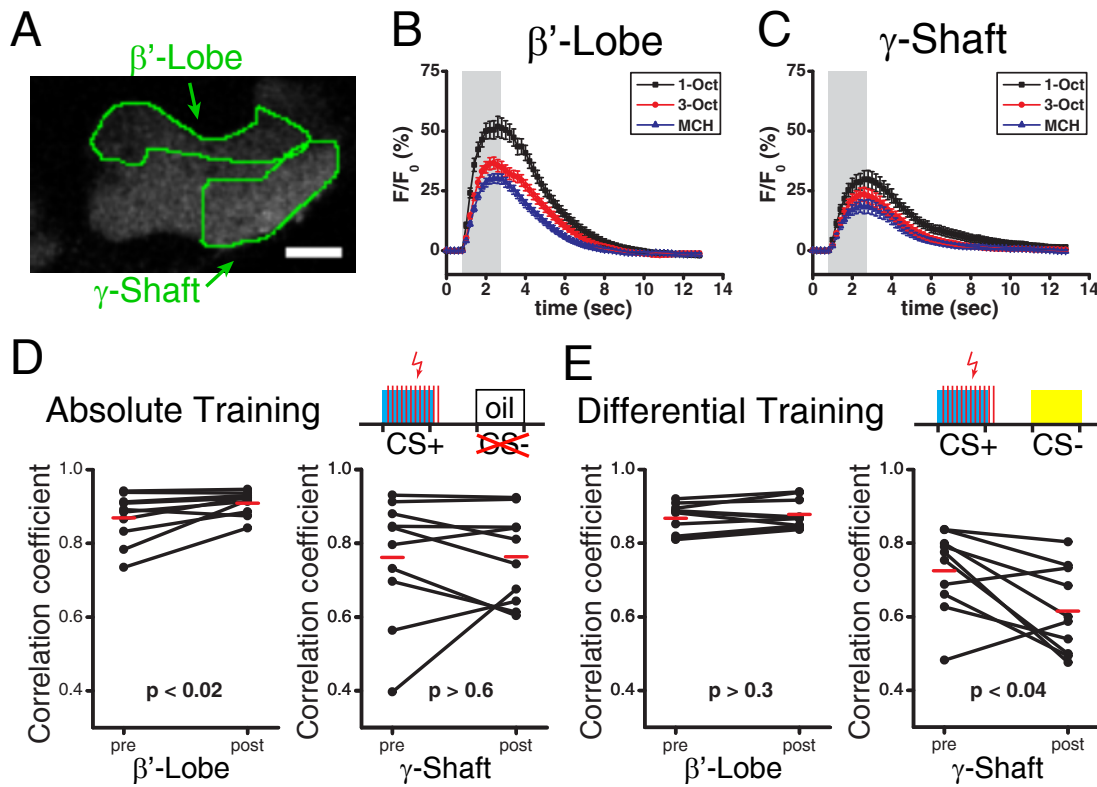 A
β'-Lobe
γ-Shaft
B
β'-Lobe
75
50
25
0
F/F0 (%)
1-Oct
3-Oct
MCH
0 2 4 6 8 10 12 14
time (sec)
C
γ-Shaft
75
50
25
0
F/F0 (%)
1-Oct
3-Oct
MCH
0 2 4 6 8 10 12 14
time (sec)
D
Absolute Training
CS+
oil
CS-
Correlation coefficient
1.0
0.8
0.6
0.4
p < 0.02
pre post
β'-Lobe
Correlation coefficient
1.0
0.8
0.6
0.4
p > 0.6
pre post
γ-Shaft
E
Differential Training
CS+
CS-
Correlation coefficient
1.0
0.8
0.6
0.4
p > 0.3
pre post
β'-Lobe
Correlation coefficient
1.0
0.8
0.6
0.4
p < 0.04
pre post
γ-Shaft